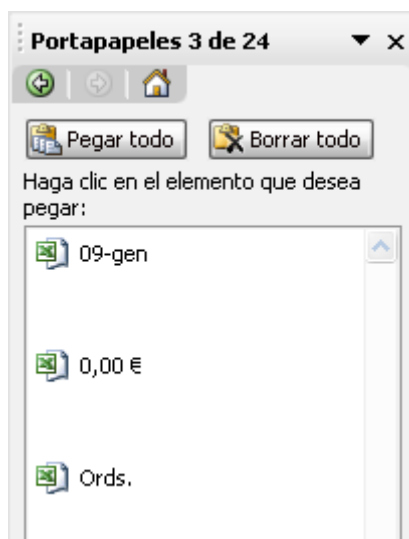 Portapapeles 3 de 24
Pegar todo Borrar todo
Haga clic en el elemento que desea
pegar:
09-gen
0,00 €
Ords.